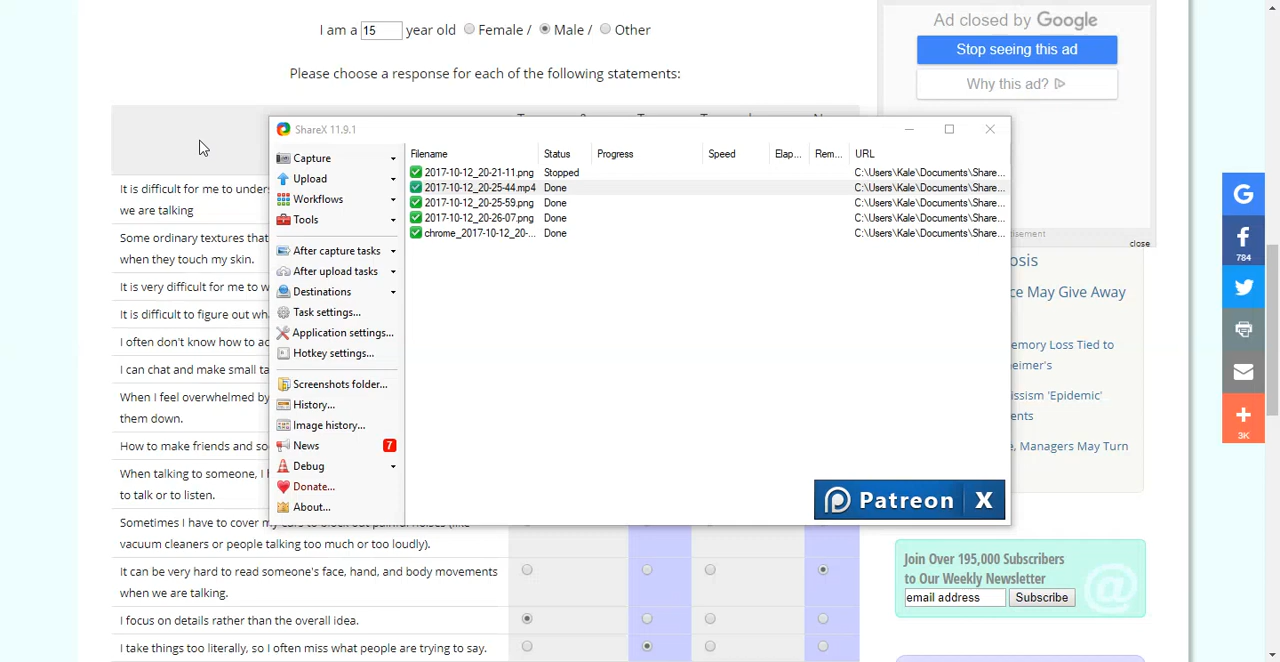 I am a 15 year old Female / Male / Other
Please choose a response for each of the following statements:
Ad closed by Google
Stop seeing this ad
Why this ad?
close
ShareX 11.9.1
Capture
Upload
Workflows
Tools
After capture tasks
After upload tasks
Destinations
Task settings...
Application settings...
Hotkey settings...
Screenshots folder...
History...
Image history...
News 7
Debug
Donate...
About...
Filename Status Progress Speed Elap... Rem... URL
2017-10-12_20-21-11.png Stopped C:\Users\Kale\Documents\Share...
2017-10-12_20-25-44.mp4 Done C:\Users\Kale\Documents\Share...
2017-10-12_20-25-59.png Done C:\Users\Kale\Documents\Share...
2017-10-12_20-26-07.png Done C:\Users\Kale\Documents\Share...
chrome_2017-10-12_20-... Done C:\Users\Kale\Documents\Share...
Patreon X
It is difficult for me to
we are talking
Some ordinary textures that
when they touch my skin.
It is very difficult for me to
It is difficult to figure out
I often don't know how to
I can chat and make small
When I feel overwhelmed by
them down.
How to make friends and
When talking to someone, I
to talk or to listen.
Sometimes I have to cover my ears to block out painful noises (like
vacuum cleaners or people talking too much or too loudly).
It can be very hard to read someone's face, hand, and body movements
when we are talking.
I focus on details rather than the overall idea.
I take things too literally, so I often miss what people are trying to say.
May Give Away
Loss Tied to
'Epidemic'
Managers May Turn
784
3K
Join Over 195,000 Subscribers
to Our Weekly Newsletter
email address Subscribe
@